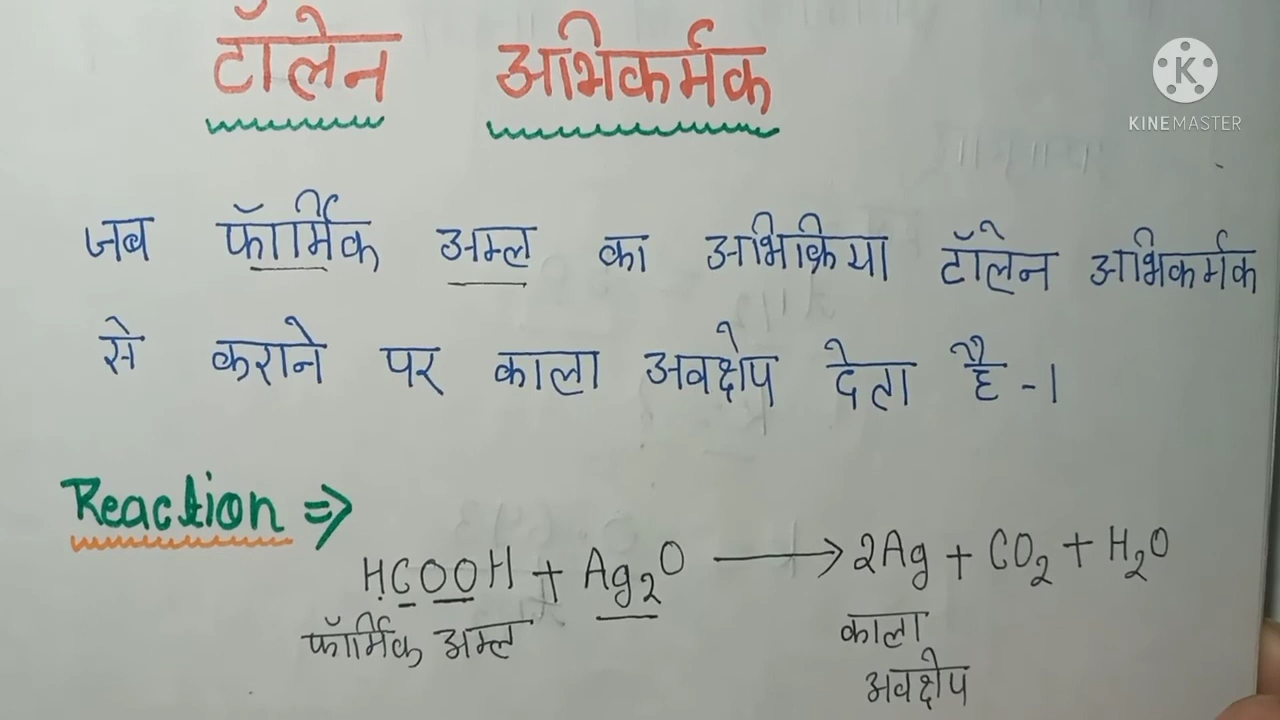 टॉलेन अभिकर्मक
KINEMASTER
जब फॉर्मिक अम्ल का अभिक्रिया टॉलेन अभिकर्मक
से कराने पर काला अवक्षेप देता है -।
Reaction ⇒
HCOOH + Ag₂O ⟶ 2Ag + CO₂ + H₂O
फॉर्मिक अम्ल काला
अवक्षेप